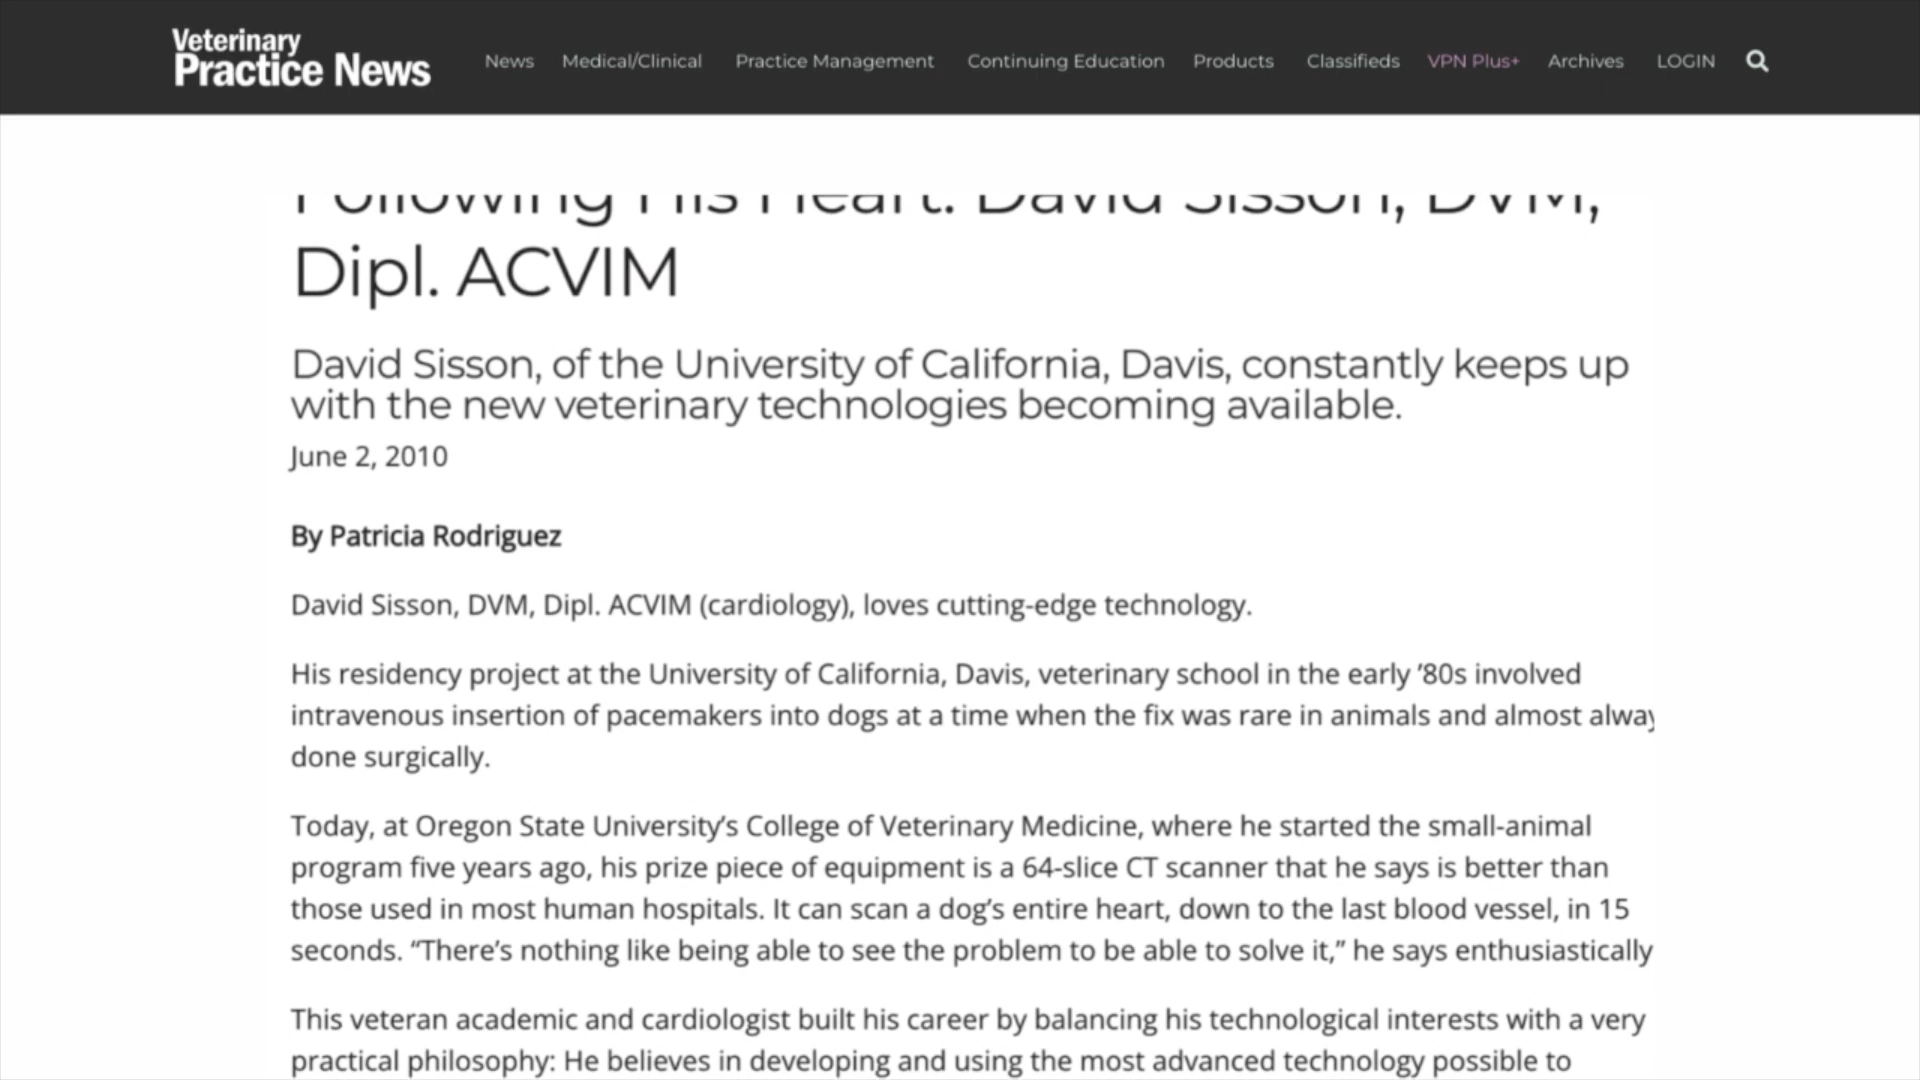 Veterinary
Practice News
News Medical/Clinical Practice Management Continuing Education Products Classifieds VPN Plus+ Archives LOGIN
Following His Heart: David Sisson, DVM,
Dipl. ACVIM
David Sisson, of the University of California, Davis, constantly keeps up
with the new veterinary technologies becoming available.
June 2, 2010
By Patricia Rodriguez
David Sisson, DVM, Dipl. ACVIM (cardiology), loves cutting-edge technology.
His residency project at the University of California, Davis, veterinary school in the early ’80s involved
intravenous insertion of pacemakers into dogs at a time when the fix was rare in animals and almost alway
done surgically.
Today, at Oregon State University’s College of Veterinary Medicine, where he started the small-animal
program five years ago, his prize piece of equipment is a 64-slice CT scanner that he says is better than
those used in most human hospitals. It can scan a dog’s entire heart, down to the last blood vessel, in 15
seconds. “There’s nothing like being able to see the problem to be able to solve it,” he says enthusiastically
This veteran academic and cardiologist built his career by balancing his technological interests with a very
practical philosophy: He believes in developing and using the most advanced technology possible to